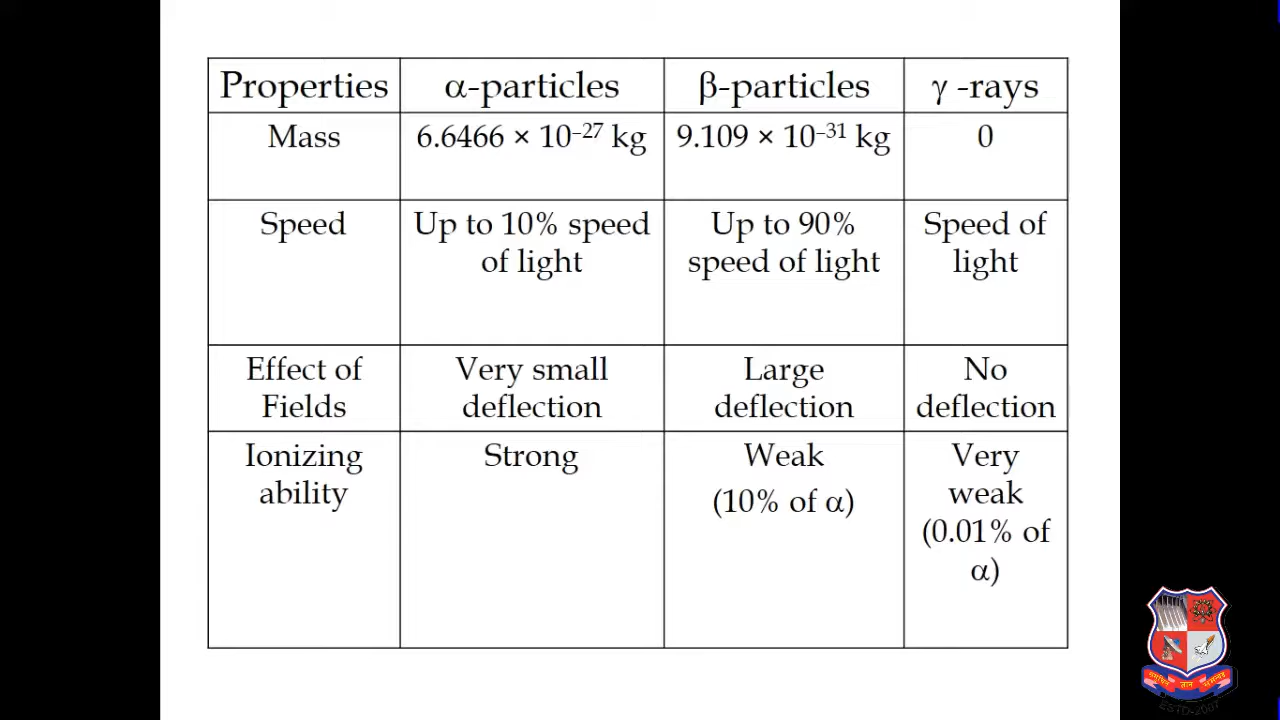 Properties α-particles β-particles γ -rays
Mass 6.6466 × 10⁻²⁷ kg 9.109 × 10⁻³¹ kg 0
Speed Up to 10% speed Up to 90% Speed of
of light speed of light light
Effect of Very small Large No
Fields deflection deflection deflection
Ionizing Strong Weak Very
ability (10% of α) weak
(0.01% of
α)
ESTD-2007